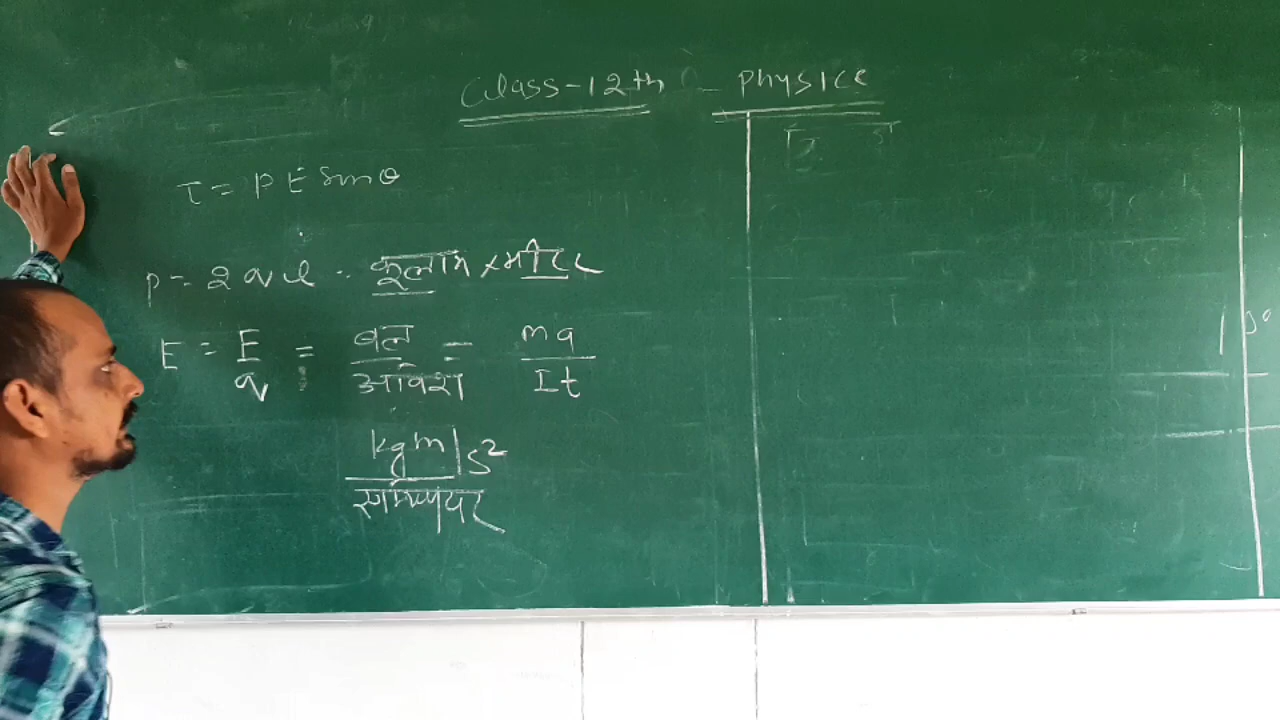 Class-12th - Physics
τ = PE Sinθ
p = 2ql - कूलाम × मीटर
E = E/q = बल/आवेश = ma/It
kgm/s²
एम्पियर